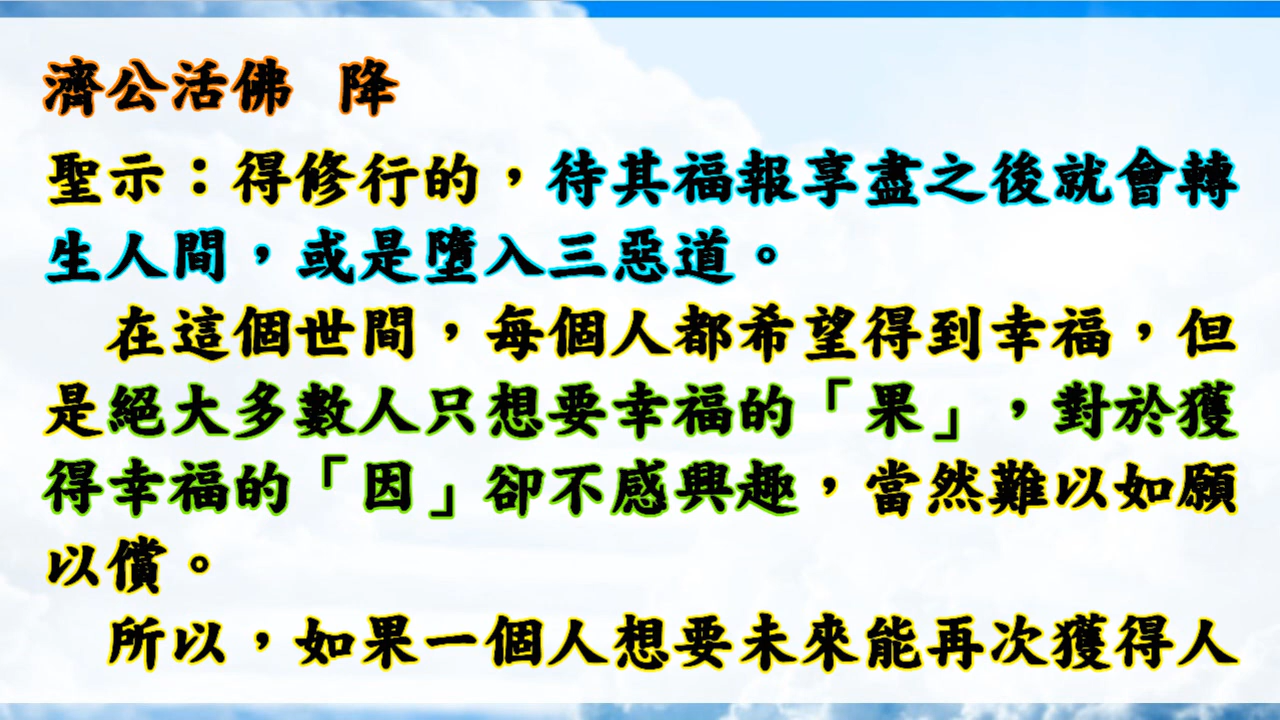 濟公活佛 降
聖示：得修行的，待其福報享盡之後就會轉
生人間，或是墮入三惡道。
在這個世間，每個人都希望得到幸福，但
是絕大多數人只想要幸福的「果」，對於獲
得幸福的「因」卻不感興趣，當然難以如願
以償。
所以，如果一個人想要未來能再次獲得人